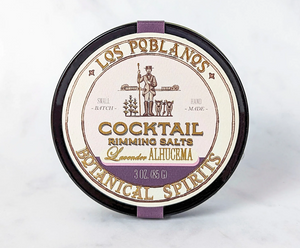 LOS POBLANOS
SMALL
- BATCH -
HAND
- MADE -
COCKTAIL
RIMMING SALTS
Lavender ALHUCEMA
3 OZ. (85 G)
BOTANICAL SPIRITS